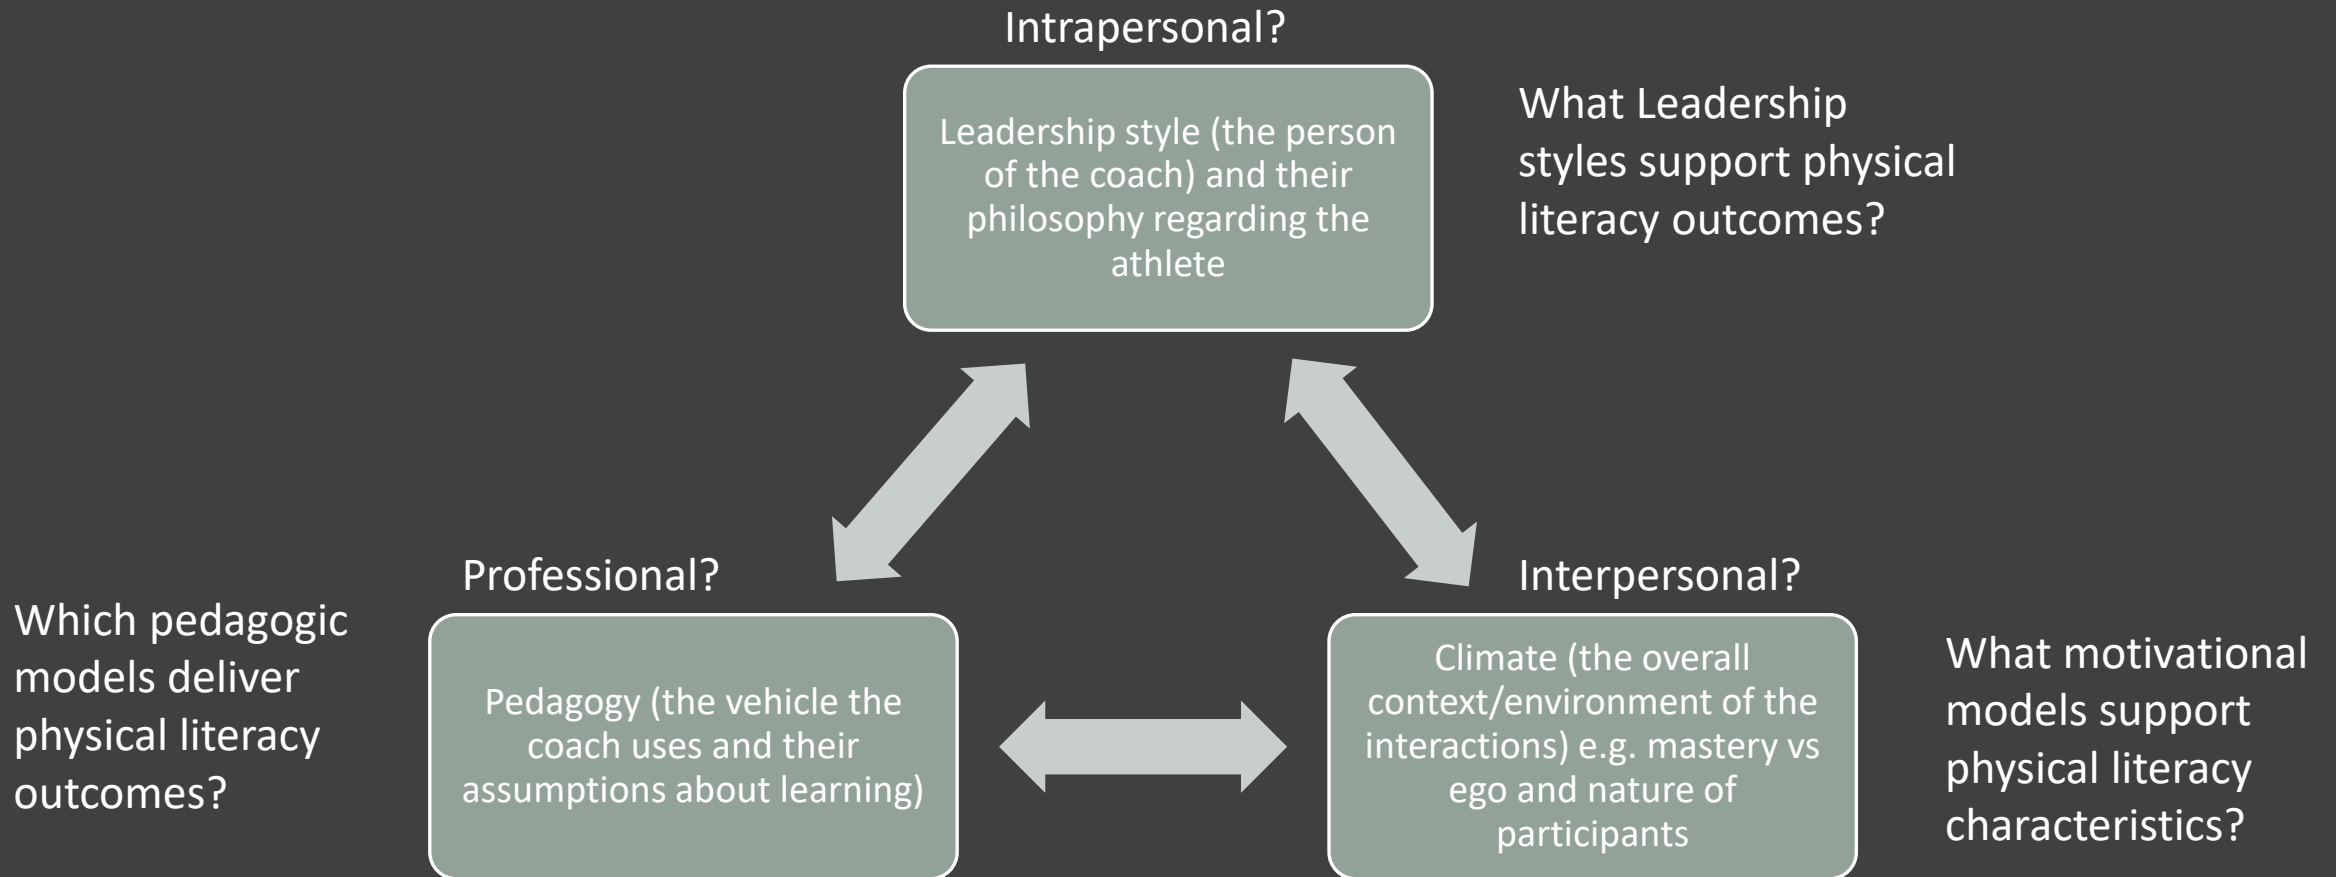 Intrapersonal?
Leadership style (the person
of the coach) and their
philosophy regarding the
athlete
What Leadership
styles support physical
literacy outcomes?
Professional?
Which pedagogic
models deliver
physical literacy
outcomes?
Pedagogy (the vehicle the
coach uses and their
assumptions about learning)
Interpersonal?
Climate (the overall
context/environment of the
interactions) e.g. mastery vs
ego and nature of
participants
What motivational
models support
physical literacy
characteristics?